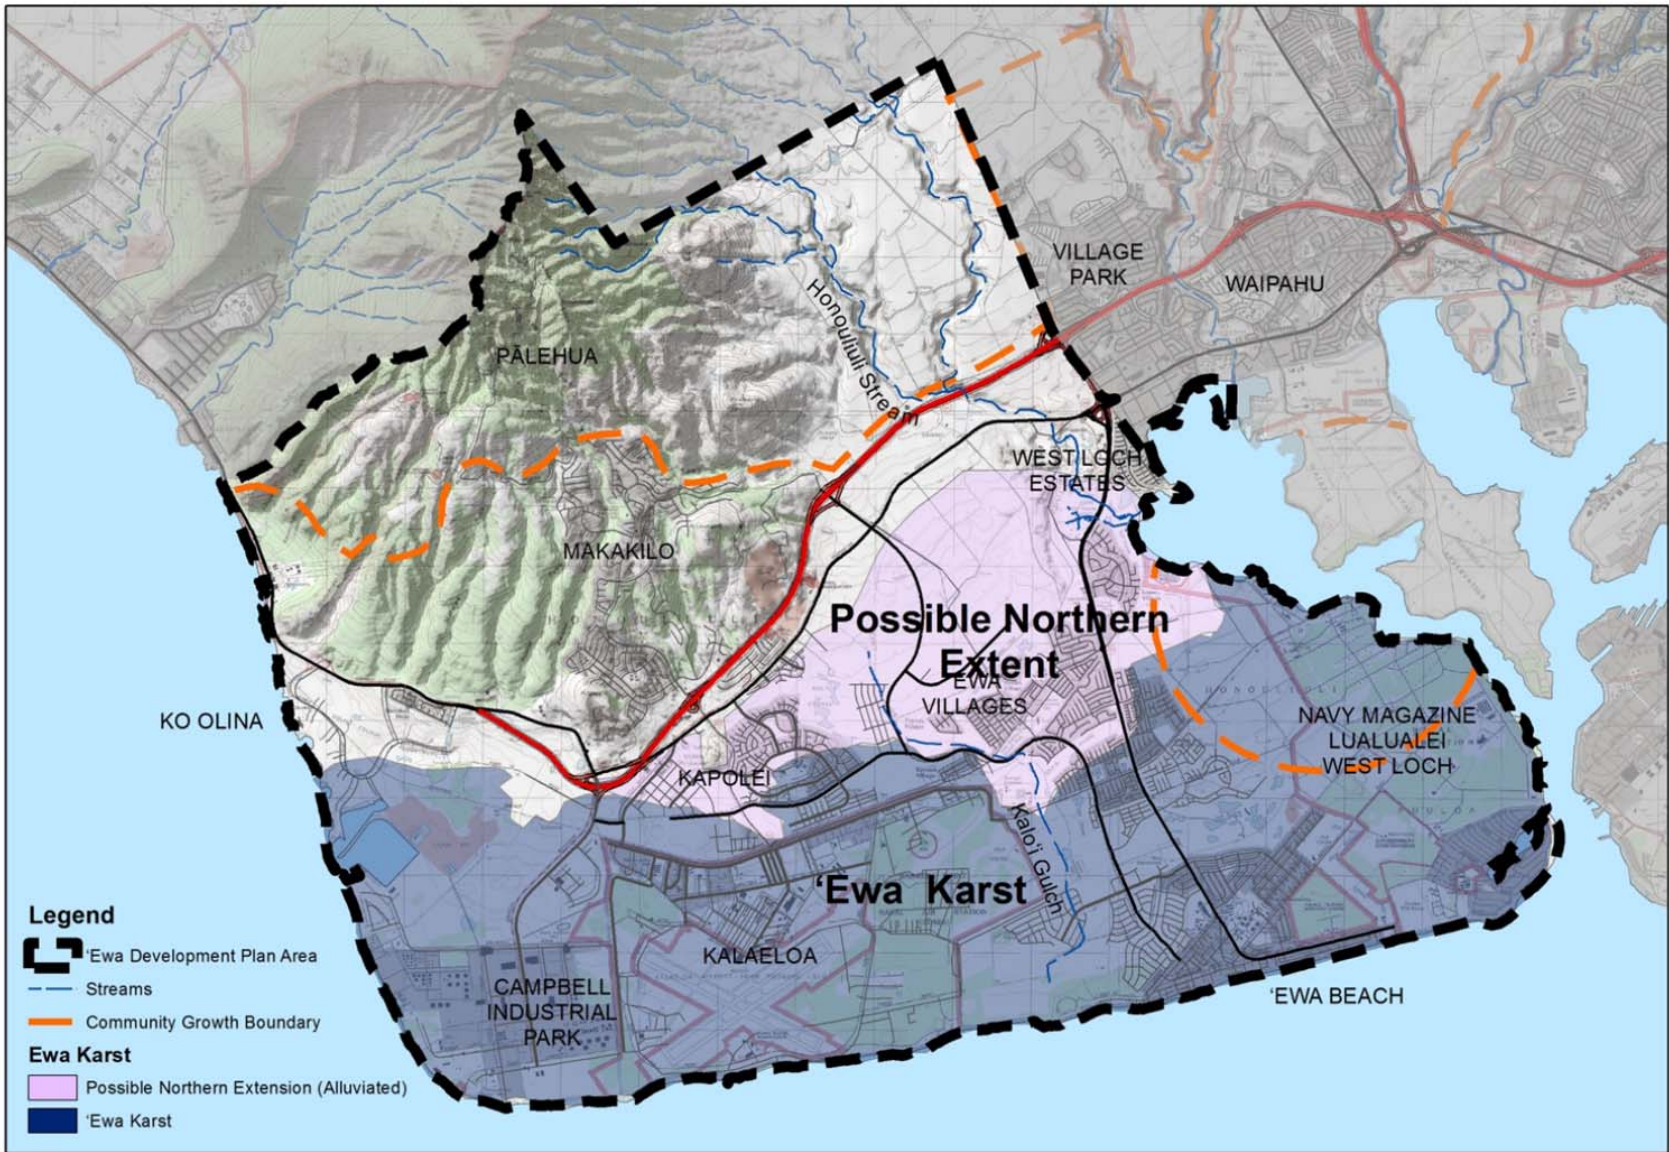 VILLAGE
PARK
WAIPAHU
Honouliuli Stream
PĀLEHUA
WEST LOCH
ESTATES
MAKAKILO
Possible Northern
Extent
EWA
VILLAGES
HONOULIULI
KO OLINA
NAVY MAGAZINE
LUALUALEI
WEST LOCH
KAPOLEI
Kalo'i Gulch
'Ewa Karst
KALAELOA
CAMPBELL
INDUSTRIAL
PARK
'EWA BEACH
Legend
'Ewa Development Plan Area
Streams
Community Growth Boundary
Ewa Karst
Possible Northern Extension (Alluviated)
'Ewa Karst